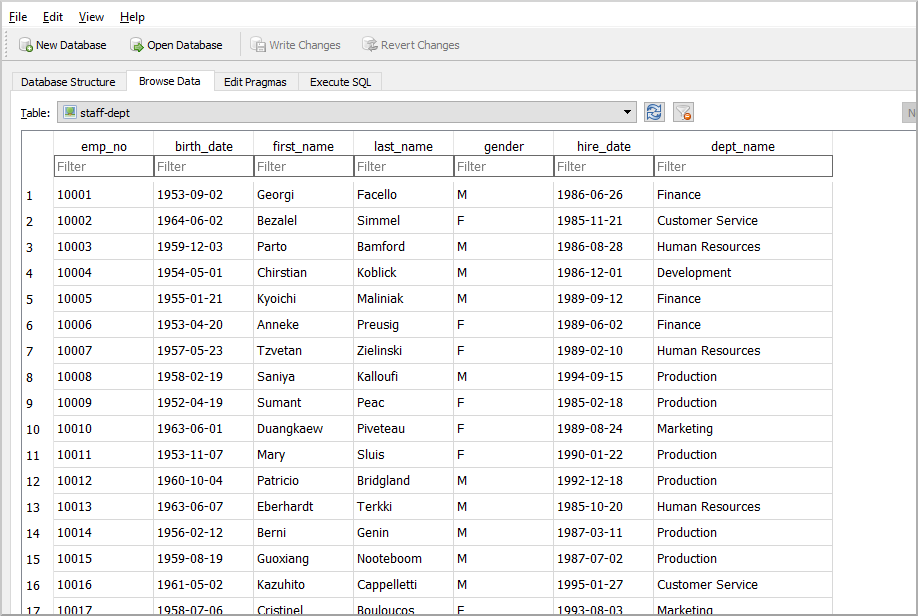 File Edit View Help
New Database Open Database Write Changes Revert Changes
Database Structure Browse Data Edit Pragmas Execute SQL
Table: staff-dept N
emp_no birth_date first_name last_name gender hire_date dept_name
Filter Filter Filter Filter Filter Filter Filter
1 10001 1953-09-02 Georgi Facello M 1986-06-26 Finance
2 10002 1964-06-02 Bezalel Simmel F 1985-11-21 Customer Service
3 10003 1959-12-03 Parto Bamford M 1986-08-28 Human Resources
4 10004 1954-05-01 Chirstian Koblick M 1986-12-01 Development
5 10005 1955-01-21 Kyoichi Maliniak M 1989-09-12 Finance
6 10006 1953-04-20 Anneke Preusig F 1989-06-02 Finance
7 10007 1957-05-23 Tzvetan Zielinski F 1989-02-10 Human Resources
8 10008 1958-02-19 Saniya Kalloufi M 1994-09-15 Production
9 10009 1952-04-19 Sumant Peac F 1985-02-18 Production
10 10010 1963-06-01 Duangkaew Piveteau F 1989-08-24 Marketing
11 10011 1953-11-07 Mary Sluis F 1990-01-22 Production
12 10012 1960-10-04 Patricio Bridgland M 1992-12-18 Production
13 10013 1963-06-07 Eberhardt Terkki M 1985-10-20 Human Resources
14 10014 1956-02-12 Berni Genin M 1987-03-11 Production
15 10015 1959-08-19 Guoxiang Nooteboom M 1987-07-02 Production
16 10016 1961-05-02 Kazuhito Cappelletti M 1995-01-27 Customer Service
17 10017 1958-07-06 Cristinel Bouloucos F 1993-08-03 Marketing